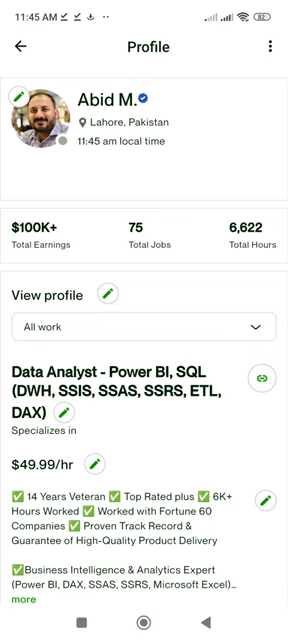 11:45 AM
82
Profile
Abid M.
Lahore, Pakistan
11:45 am local time
$100K+ 75 6,622
Total Earnings Total Jobs Total Hours
View profile
All work
Data Analyst - Power BI, SQL
(DWH, SSIS, SSAS, SSRS, ETL,
DAX)
Specializes in
$49.99/hr
✅ 14 Years Veteran ✅ Top Rated plus ✅ 6K+
Hours Worked ✅ Worked with Fortune 60
Companies ✅ Proven Track Record &
Guarantee of High-Quality Product Delivery
✅Business Intelligence & Analytics Expert
(Power BI, DAX, SSAS, SSRS, Microsoft Excel)...
more